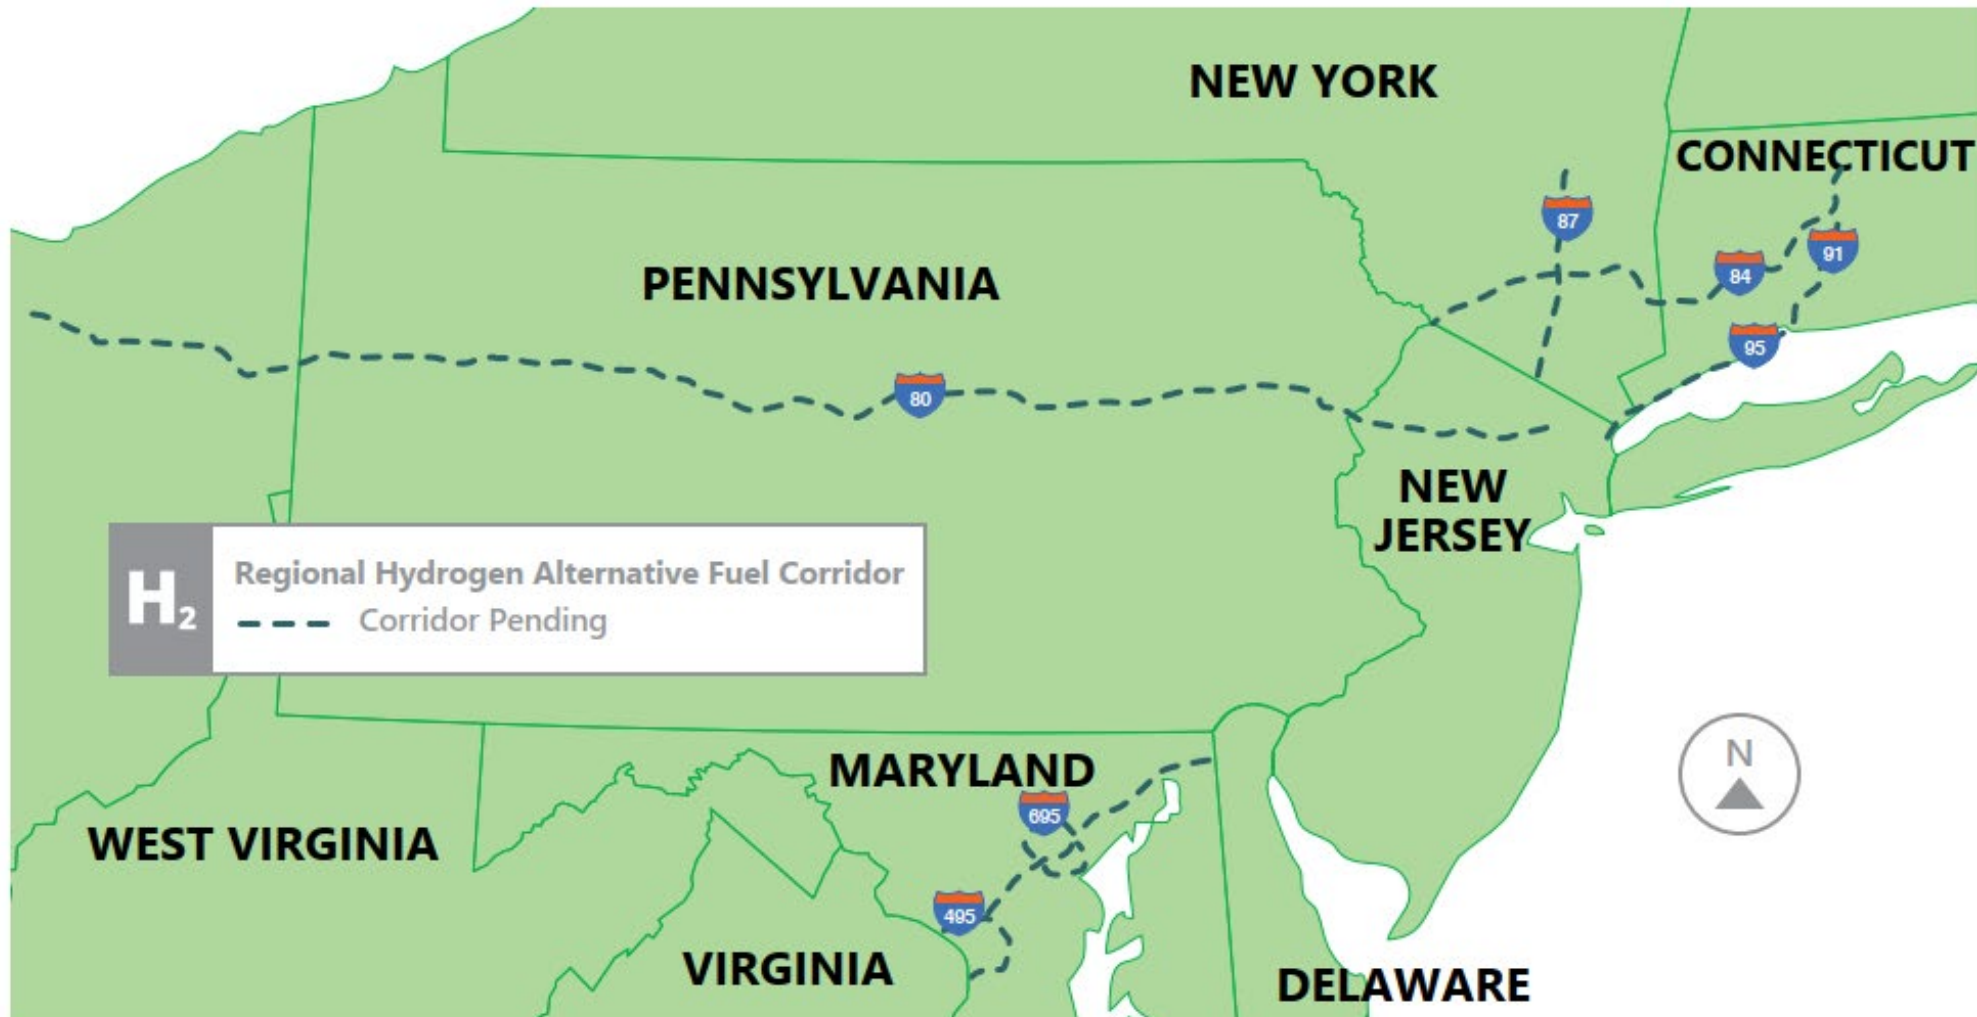 NEW YORK
CONNECTICUT
87
91
84
PENNSYLVANIA
95
80
NEW
JERSEY
H₂
Regional Hydrogen Alternative Fuel Corridor
Corridor Pending
N
MARYLAND
695
WEST VIRGINIA
495
VIRGINIA
DELAWARE